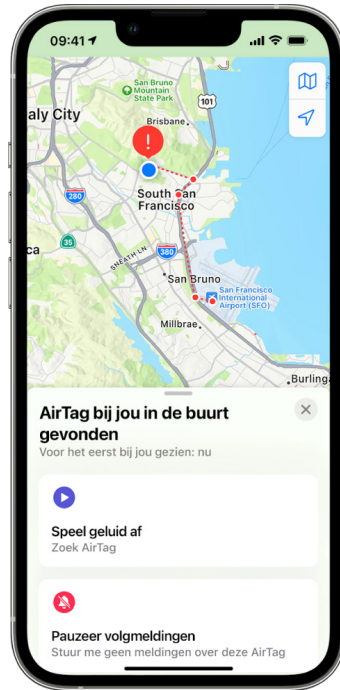 09:41
San Bruno
Mountain
State Park
101
aly City
Brisbane
280
South San
Francisco
ca
35
SNEATH LN
380
San Bruno
San Francisco
International
Airport (SFO)
Millbrae
Burling
AirTag bij jou in de buurt
gevonden
Voor het eerst bij jou gezien: nu
Speel geluid af
Zoek AirTag
Pauzeer volgmeldingen
Stuur me geen meldingen over deze AirTag